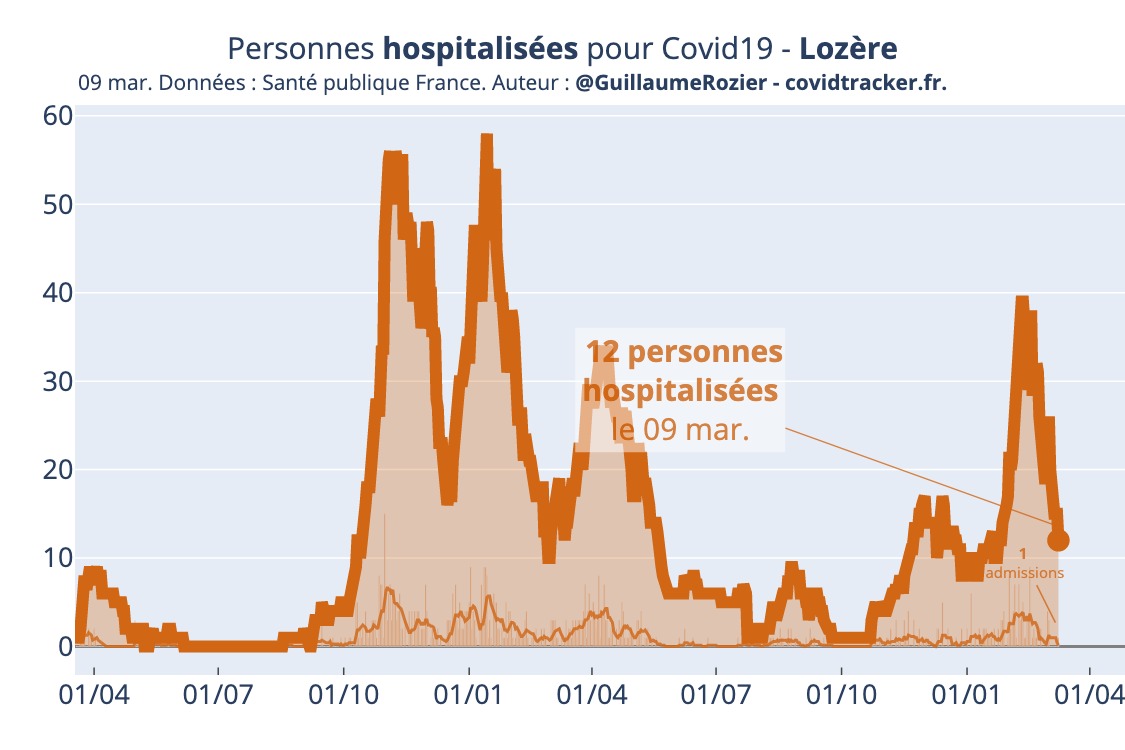 Personnes hospitalisées pour Covid19 - Lozère
09 mar. Données : Santé publique France. Auteur : @GuillaumeRozier - covidtracker.fr.
60
50
40
30
20
10
0
12 personnes
hospitalisées
le 09 mar.
1
admissions
01/04
01/07
01/10
01/01
01/04
01/07
01/10
01/01
01/04